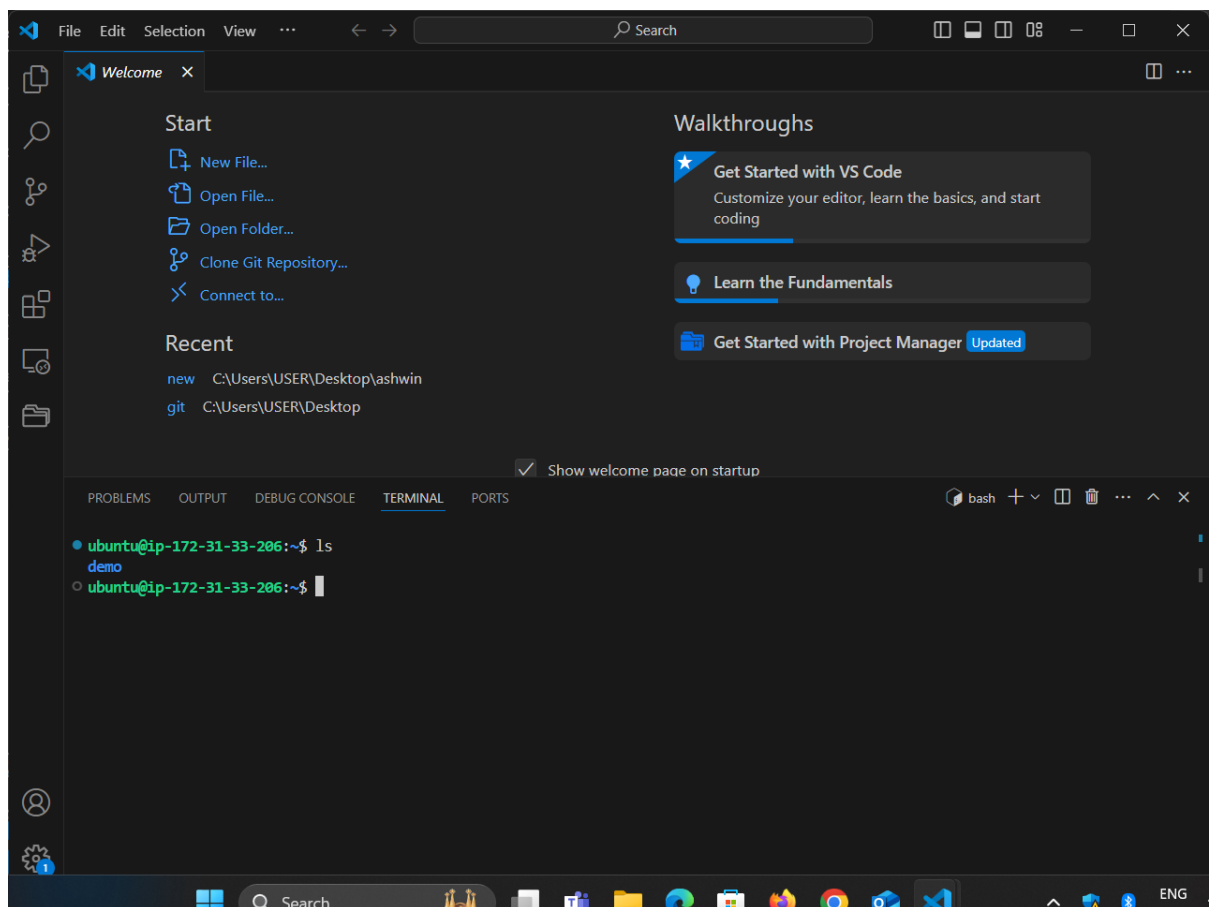 File Edit Selection View ··· Search
Welcome
Start
New File...
Open File...
Open Folder...
Clone Git Repository...
Connect to...
Recent
new C:\Users\USER\Desktop\ashwin
git C:\Users\USER\Desktop
Walkthroughs
Get Started with VS Code
Customize your editor, learn the basics, and start
coding
Learn the Fundamentals
Get Started with Project Manager Updated
Show welcome page on startup
PROBLEMS OUTPUT DEBUG CONSOLE TERMINAL PORTS bash
ubuntu@ip-172-31-33-206:~$ ls
demo
ubuntu@ip-172-31-33-206:~$
1
Search ENG